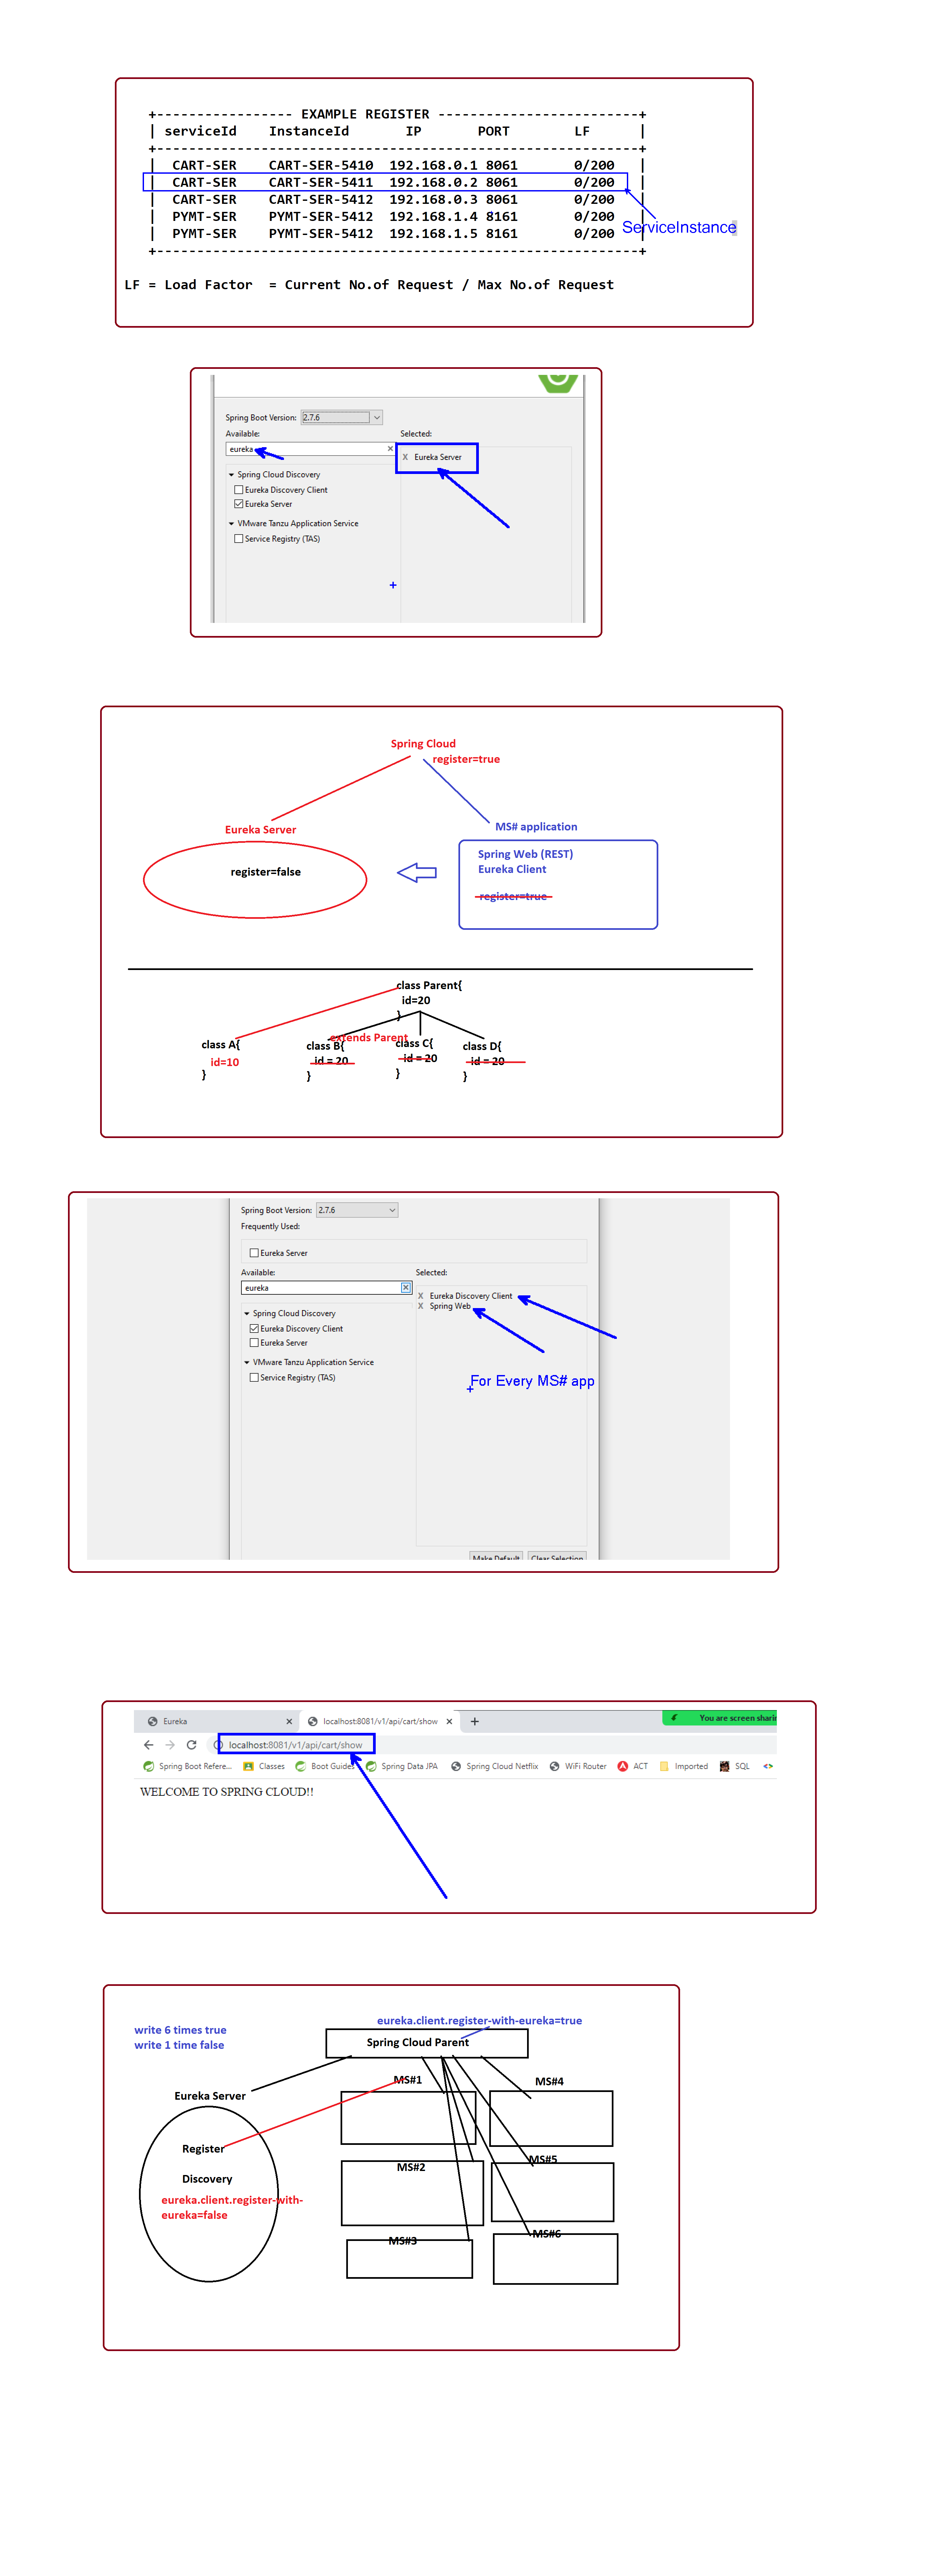 +------------------ EXAMPLE REGISTER -------------------------+
| serviceId InstanceId IP PORT LF |
+-------------------------------------------------------------+
| CART-SER CART-SER-5410 192.168.0.1 8061 0/200 |
| CART-SER CART-SER-5411 192.168.0.2 8061 0/200 |
| CART-SER CART-SER-5412 192.168.0.3 8061 0/200 |
| PYMT-SER PYMT-SER-5412 192.168.1.4 8161 0/200 |
ServiceInstance
| PYMT-SER PYMT-SER-5412 192.168.1.5 8161 0/200 |
+-------------------------------------------------------------+
LF = Load Factor = Current No.of Request / Max No.of Request
Spring Boot Version: 2.7.6
Available: Selected:
eureka
X Eureka Server
Spring Cloud Discovery
Eureka Discovery Client
Eureka Server
VMware Tanzu Application Service
Service Registry (TAS)
Spring Cloud
register=true
Eureka Server
MS# application
register=false
Spring Web (REST)
Eureka Client
register=true
class Parent{
id=20
}
extends Parent
class A{
id=10
}
class B{
id = 20
}
class C{
id = 20
}
class D{
id = 20
}
Spring Boot Version: 2.7.6
Frequently Used:
Eureka Server
Available: Selected:
eureka
X Eureka Discovery Client
X Spring Web
Spring Cloud Discovery
Eureka Discovery Client
Eureka Server
VMware Tanzu Application Service
Service Registry (TAS)
For Every MS# app
Make Default Clear Selection
Eureka localhost:8081/v1/api/cart/show You are screen sharin
localhost:8081/v1/api/cart/show
Spring Boot Refere... Classes Boot Guides Spring Data JPA Spring Cloud Netflix WiFi Router ACT Imported SQL
WELCOME TO SPRING CLOUD!!
eureka.client.register-with-eureka=true
write 6 times true
write 1 time false
Spring Cloud Parent
Eureka Server
MS#1
MS#4
Register
Discovery
eureka.client.register-with-
eureka=false
MS#2
MS#5
MS#3
MS#6